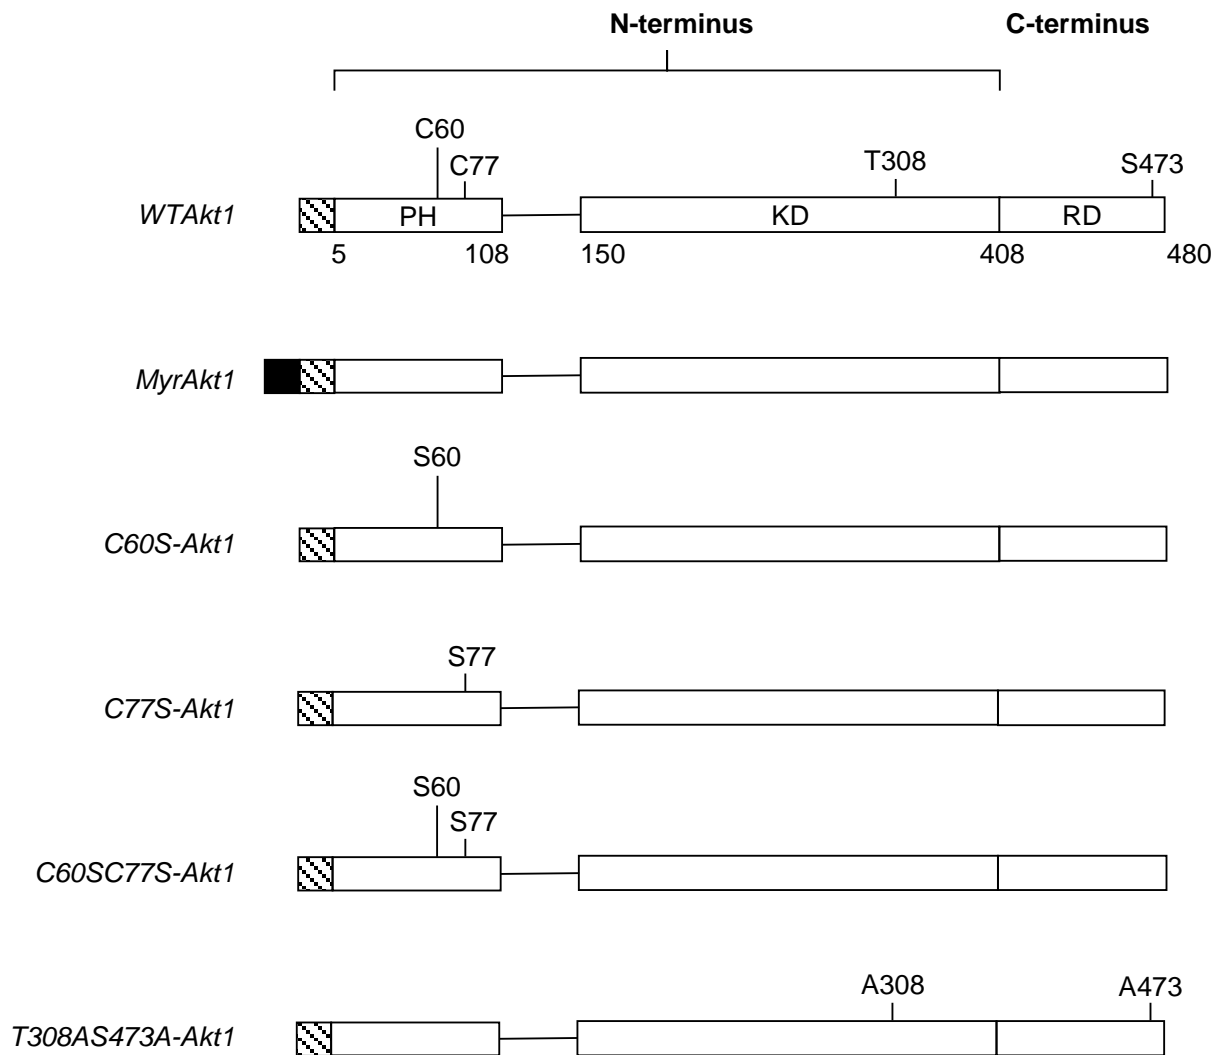 N-terminus C-terminus
C60
C77 T308 S473
WTAkt1 PH KD RD
5 108 150 408 480
MyrAkt1
S60
C60S-Akt1
S77
C77S-Akt1
S60
S77
C60SC77S-Akt1
A308 A473
T308AS473A-Akt1